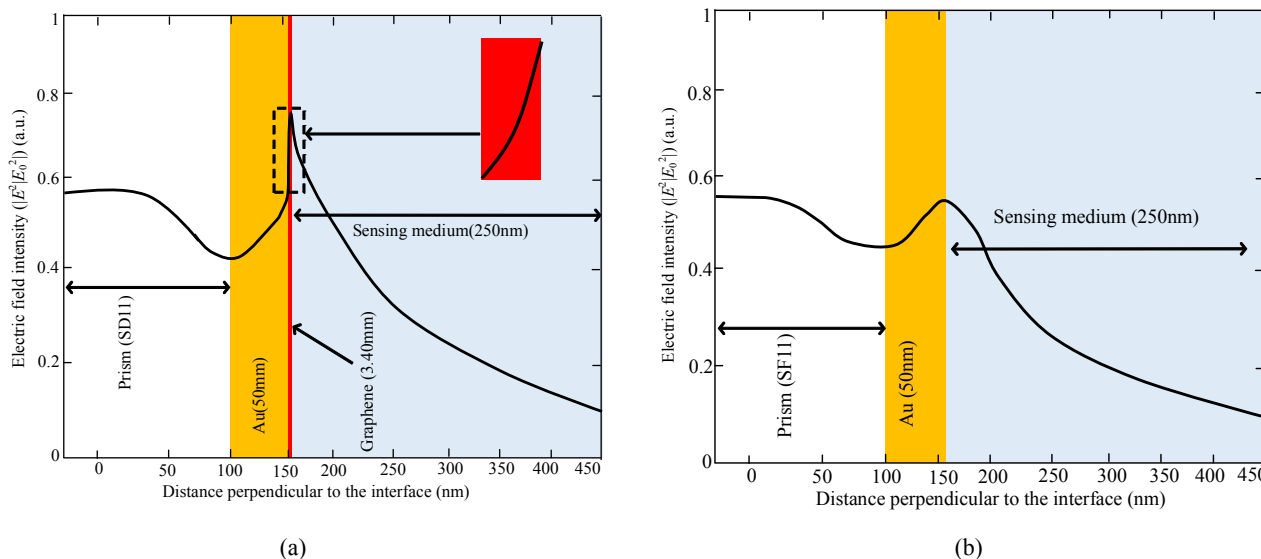 1
0.8
0.6
0.4
0.2
0
Electric field intensity (|E²|E₀²|) (a.u.)
Prism (SD11)
Au(50mm)
Graphene (3.40nm)
Sensing medium(250nm)
0 50 100 150 200 250 300 350 400 450
Distance perpendicular to the interface (nm)
(a)
1
0.8
0.6
0.4
0.2
0
Electric field intensity (|E²|E₀²|) (a.u.)
Prism (SF11)
Au (50nm)
Sensing medium (250nm)
0 50 100 150 200 250 300 350 400 450
Distance perpendicular to the interface (nm)
(b)